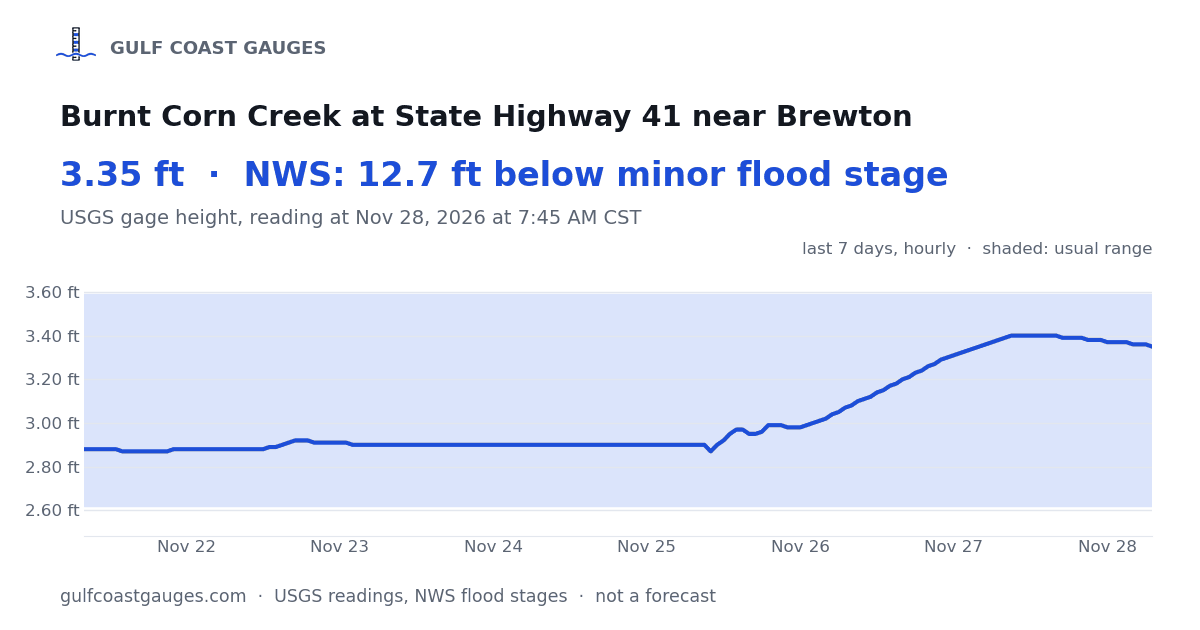 GULF COAST GAUGES
Burnt Corn Creek at State Highway 41 near Brewton
3.35 ft · NWS: 12.7 ft below minor flood stage
USGS gage height, reading at Nov 28, 2026 at 7:45 AM CST
last 7 days, hourly · shaded: usual range
3.60 ft
3.40 ft
3.20 ft
3.00 ft
2.80 ft
2.60 ft
Nov 22 Nov 23 Nov 24 Nov 25 Nov 26 Nov 27 Nov 28
gulfcoastgauges.com · USGS readings, NWS flood stages · not a forecast